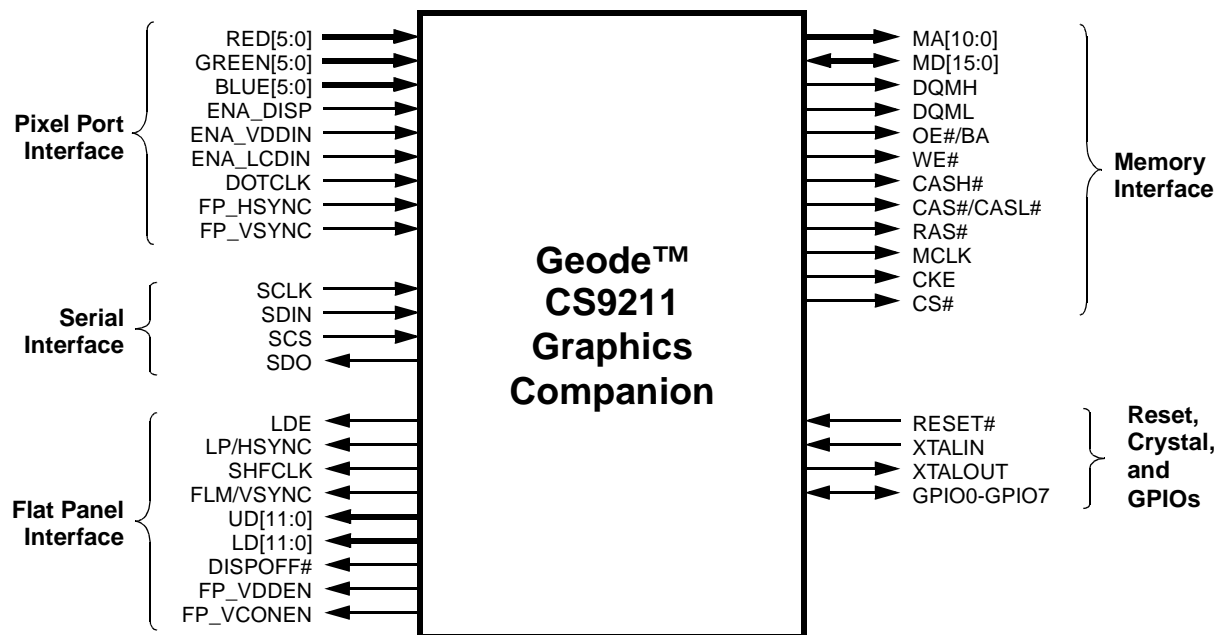 Pixel Port
Interface
RED[5:0]
GREEN[5:0]
BLUE[5:0]
ENA_DISP
ENA_VDDIN
ENA_LCDIN
DOTCLK
FP_HSYNC
FP_VSYNC
Serial
Interface
SCLK
SDIN
SCS
SDO
Flat Panel
Interface
LDE
LP/HSYNC
SHFCLK
FLM/VSYNC
UD[11:0]
LD[11:0]
DISPOFF#
FP_VDDEN
FP_VCONEN
Geode™
CS9211
Graphics
Companion
MA[10:0]
MD[15:0]
DQMH
DQML
OE#/BA
WE#
CASH#
CAS#/CASL#
RAS#
MCLK
CKE
CS#
Memory
Interface
RESET#
XTALIN
XTALOUT
GPIO0-GPIO7
Reset,
Crystal,
and
GPIOs